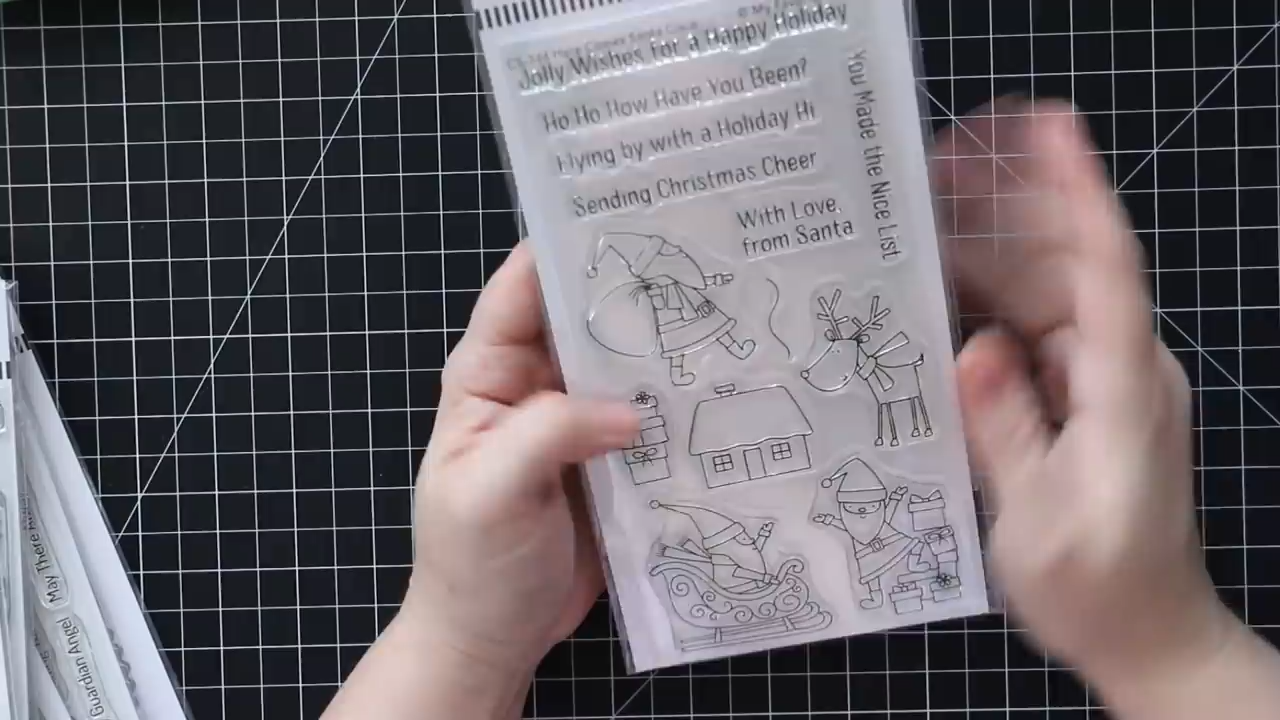 Jolly Wishes for a Happy Holiday
Ho Ho How Have You Been?
Flying by with a Holiday Hi
Sending Christmas Cheer
With Love,
from Santa
You Made the Nice List
May There
Guardian Angel